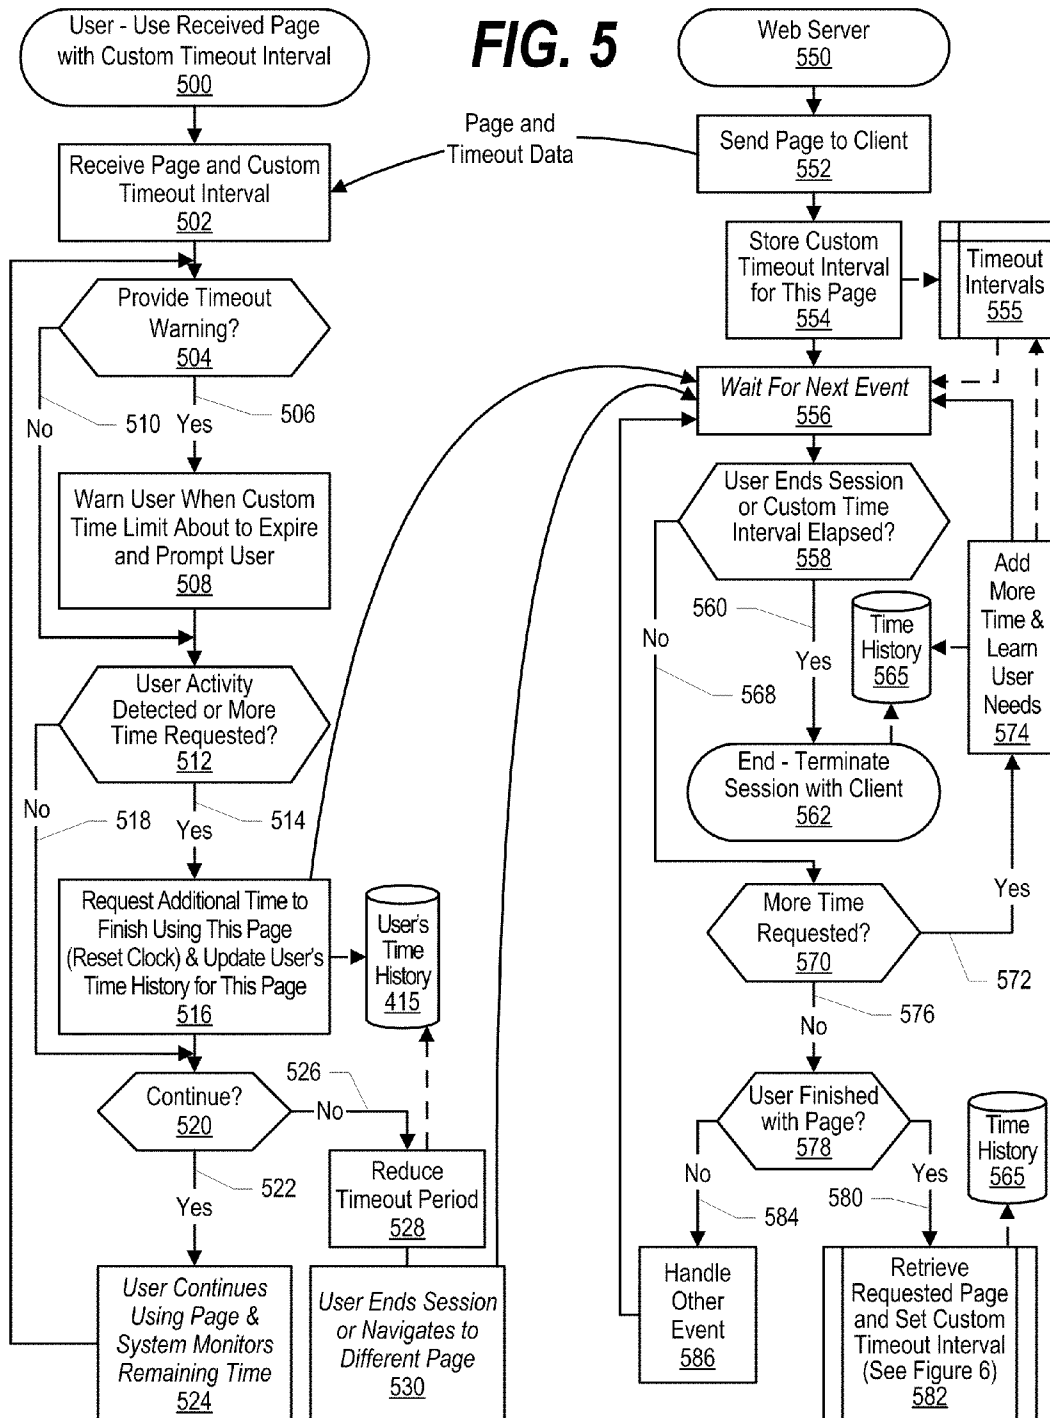 FIG. 5
User - Use Received Page
with Custom Timeout Interval
500
Receive Page and Custom
Timeout Interval
502
Provide Timeout
Warning?
504
506
Yes
510
No
Warn User When Custom
Time Limit About to Expire
and Prompt User
508
User Activity
Detected or More
Time Requested?
512
514
Yes
518
No
Request Additional Time to
Finish Using This Page
(Reset Clock) & Update User's
Time History for This Page
516
User's
Time
History
415
Continue?
520
526
No
522
Yes
Reduce
Timeout Period
528
User Continues
Using Page &
System Monitors
Remaining Time
524
User Ends Session
or Navigates to
Different Page
530
Page and
Timeout Data
Web Server
550
Send Page to Client
552
Store Custom
Timeout Interval
for This Page
554
Timeout
Intervals
555
Wait For Next Event
556
User Ends Session
or Custom Time
Interval Elapsed?
558
560
Yes
No
568
Time
History
565
Add
More
Time &
Learn
User
Needs
574
End - Terminate
Session with Client
562
More Time
Requested?
570
Yes
572
576
No
User Finished
with Page?
578
No
584
Yes
580
Time
History
565
Handle
Other
Event
586
Retrieve
Requested Page
and Set Custom
Timeout Interval
(See Figure 6)
582